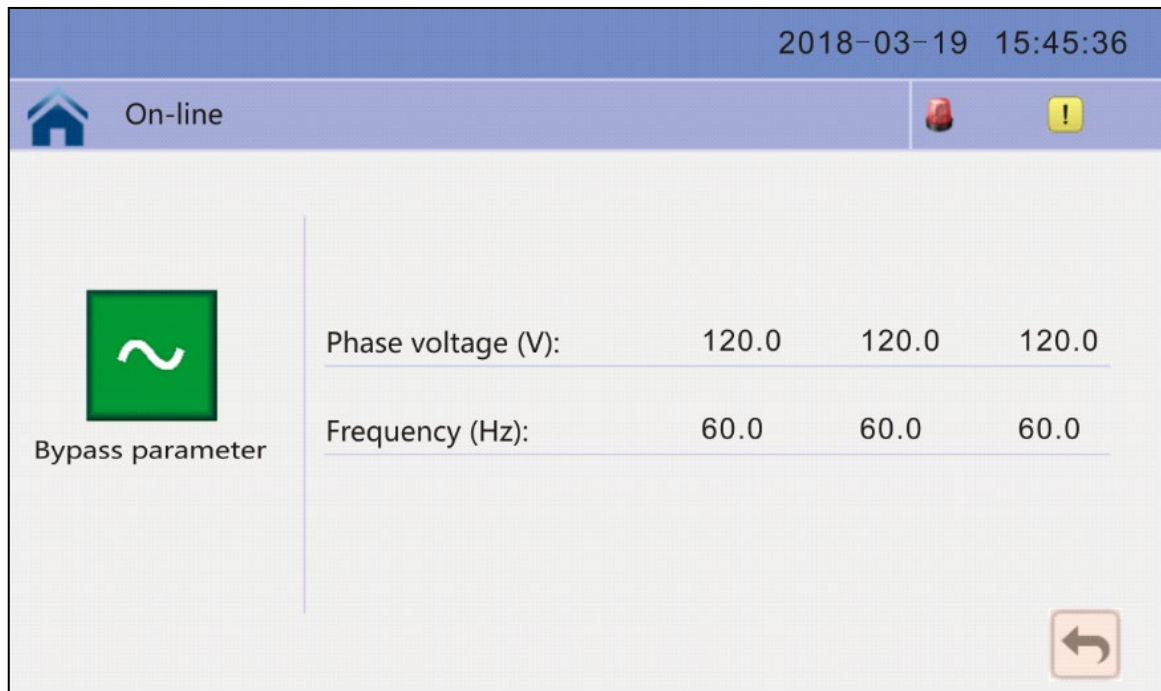 2018-03-19 15:45:36
On-line
!
Phase voltage (V): 120.0 120.0 120.0
Frequency (Hz): 60.0 60.0 60.0
Bypass parameter